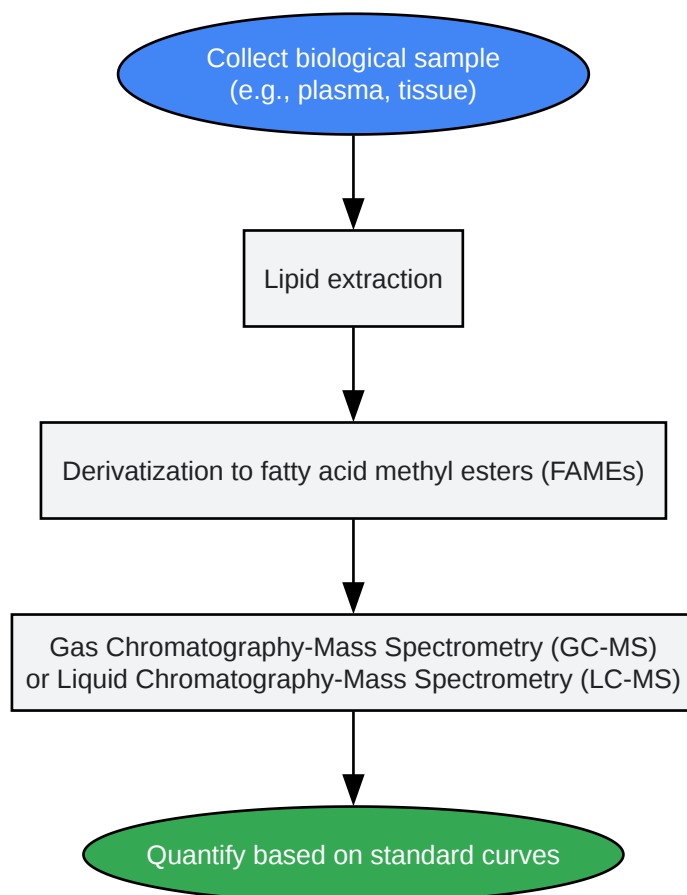 Collect biological sample
(e.g., plasma, tissue)
Lipid extraction
Derivatization to fatty acid methyl esters (FAMEs)
Gas Chromatography-Mass Spectrometry (GC-MS)
or Liquid Chromatography-Mass Spectrometry (LC-MS)
Quantify based on standard curves